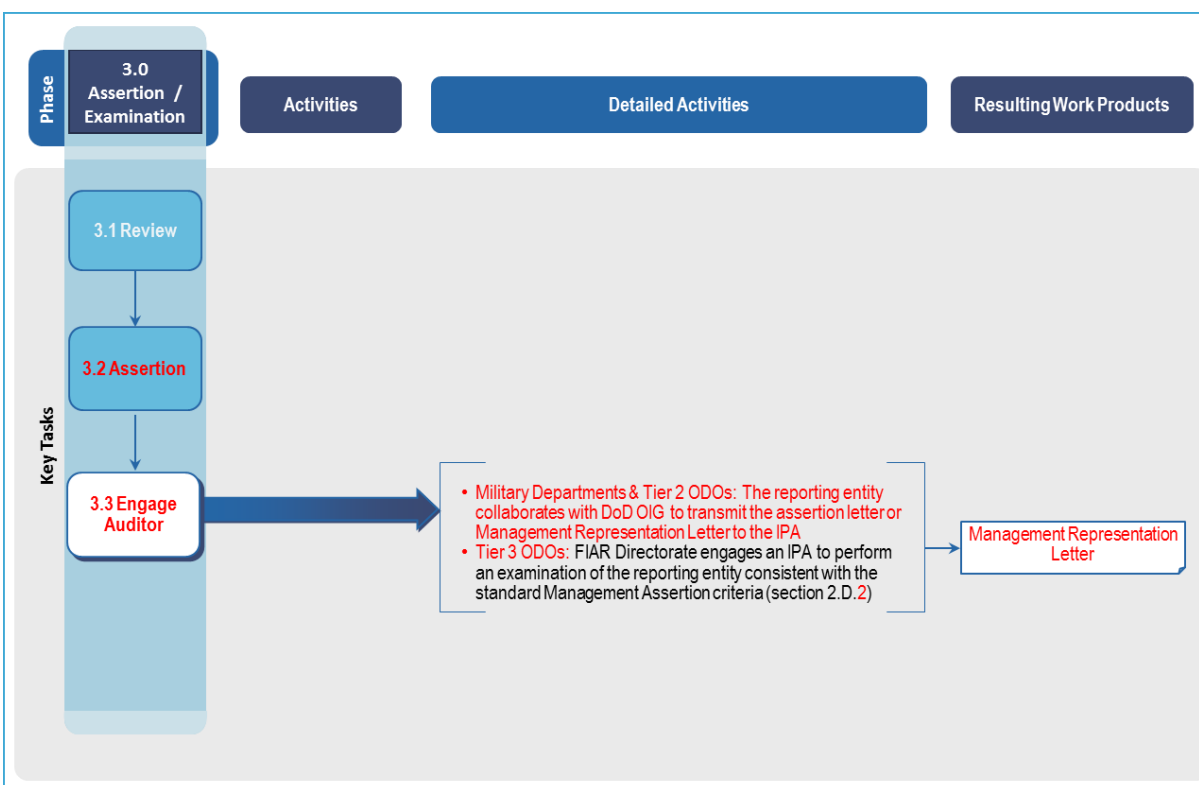 Phase
3.0
Assertion /
Examination
Activities
Detailed Activities
Resulting Work Products
Key Tasks
3.1 Review
3.2 Assertion
3.3 Engage
Auditor
• Military Departments & Tier 2 ODOs: The reporting entity
collaborates with DoD OIG to transmit the assertion letter or
Management Representation Letter to the IPA
• Tier 3 ODOs: FIAR Directorate engages an IPA to perform
an examination of the reporting entity consistent with the
standard Management Assertion criteria (section 2.D.2)
Management Representation
Letter